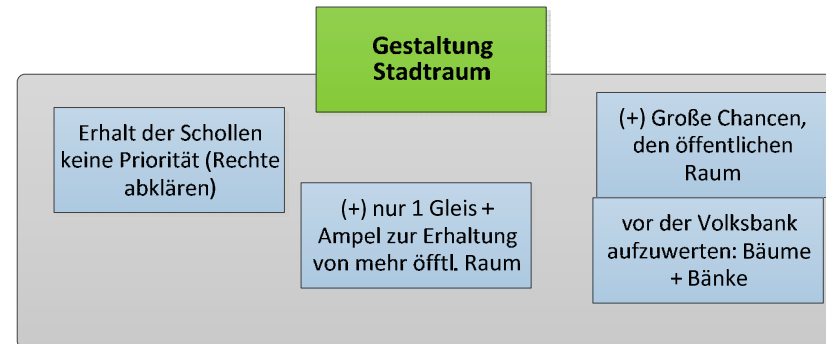 Gestaltung
Stadtraum
Erhalt der Schollen
keine Priorität (Rechte
abklären)
(+) nur 1 Gleis +
Ampel zur Erhaltung
von mehr öfftl. Raum
(+) Große Chancen,
den öffentlichen
Raum
vor der Volksbank
aufzuwerten: Bäume
+ Bänke